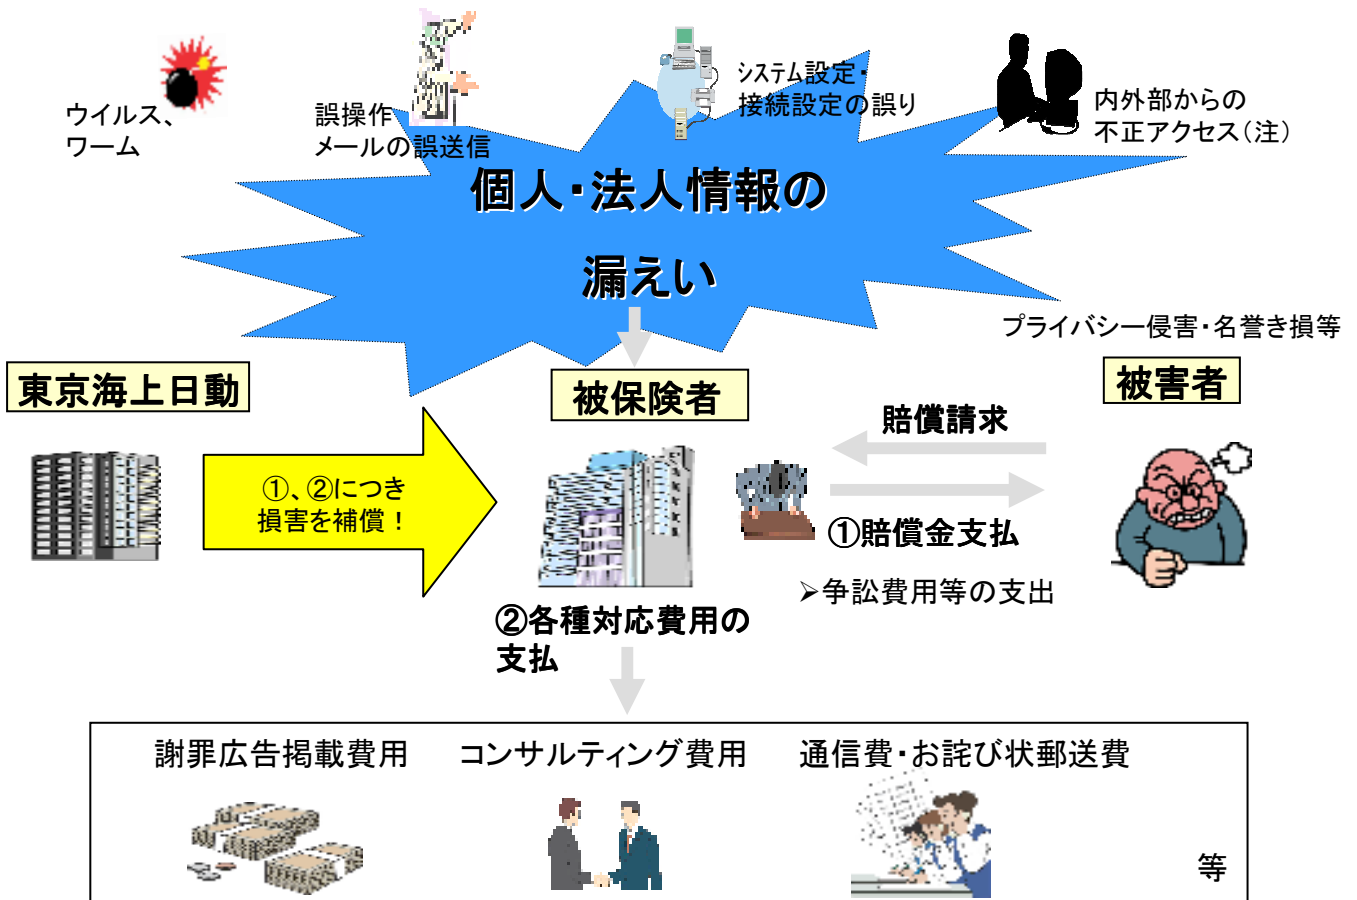 ウイルス、
ワーム
誤操作
メールの誤送信
システム設定・
接続設定の誤り
内外部からの
不正アクセス（注）
個人・法人情報の
漏えい
プライバシー侵害・名誉き損等
東京海上日動
被保険者
被害者
賠償請求
①、②につき
損害を補償！
①賠償金支払
➢争訟費用等の支出
②各種対応費用の
支払
謝罪広告掲載費用
コンサルティング費用
通信費・お詫び状郵送費
等